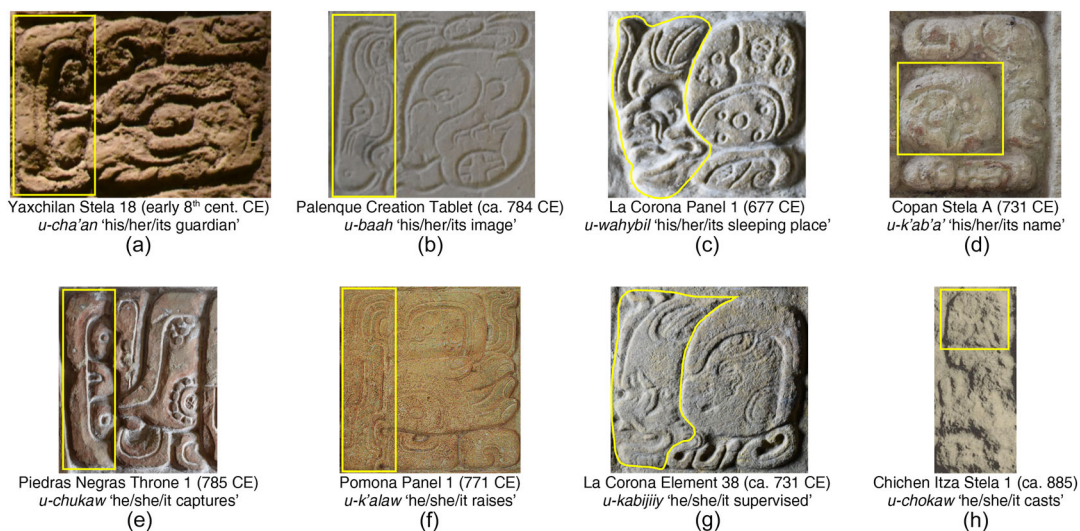 Yaxchilan Stela 18 (early 8th cent. CE)
u-cha'an ‘his/her/its guardian’
(a)
Palenque Creation Tablet (ca. 784 CE)
u-baah ‘his/her/its image’
(b)
La Corona Panel 1 (677 CE)
u-wahybil ‘his/her/its sleeping place’
(c)
Copan Stela A (731 CE)
u-k'ab'a' ‘his/her/its name’
(d)
Piedras Negras Throne 1 (785 CE)
u-chukaw ‘he/she/it captures’
(e)
Pomona Panel 1 (771 CE)
u-k'alaw ‘he/she/it raises’
(f)
La Corona Element 38 (ca. 731 CE)
u-kabijiiy ‘he/she/it supervised’
(g)
Chichen Itza Stela 1 (ca. 885)
u-chokaw ‘he/she/it casts’
(h)